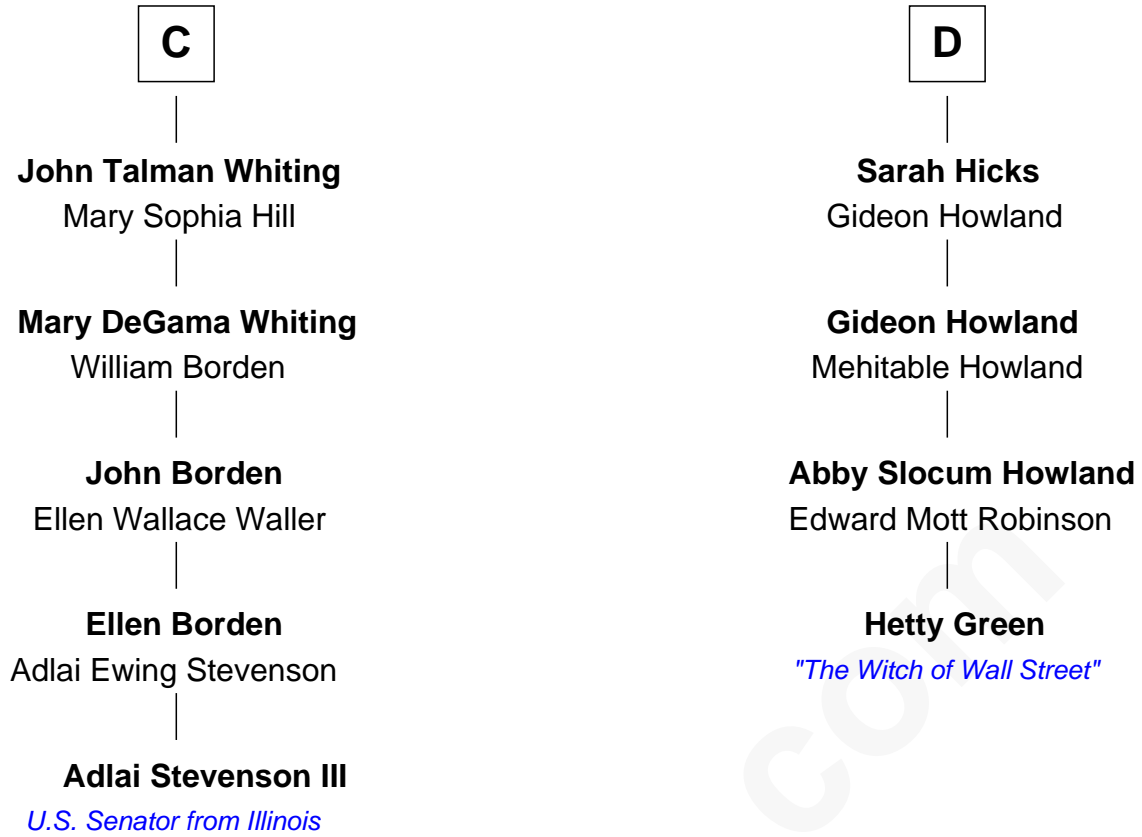 C
John Talman Whiting
Mary Sophia Hill
Mary DeGama Whiting
William Borden
John Borden
Ellen Wallace Waller
Ellen Borden
Adlai Ewing Stevenson
Adlai Stevenson III
U.S. Senator from Illinois
D
Sarah Hicks
Gideon Howland
Gideon Howland
Mehitable Howland
Abby Slocum Howland
Edward Mott Robinson
Hetty Green
"The Witch of Wall Street"
com